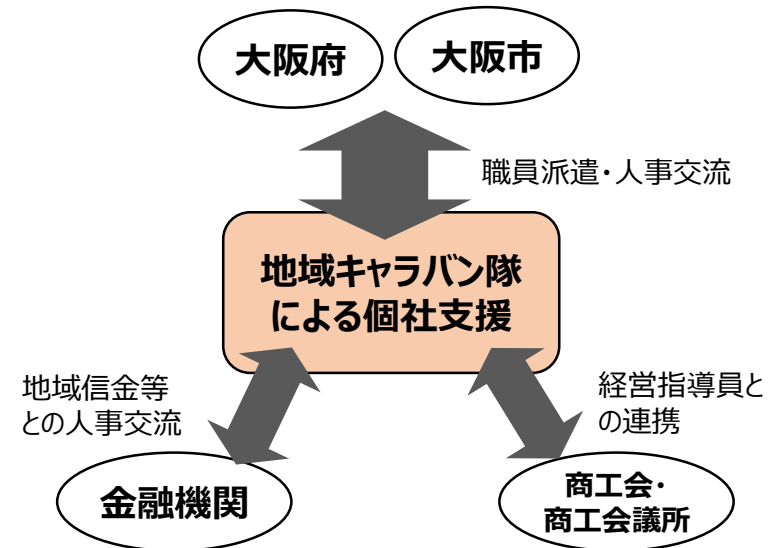 大阪府
大阪市
職員派遣・人事交流
地域キャラバン隊
による個社支援
地域信金等
との人事交流
経営指導員と
の連携
金融機関
商工会・
商工会議所